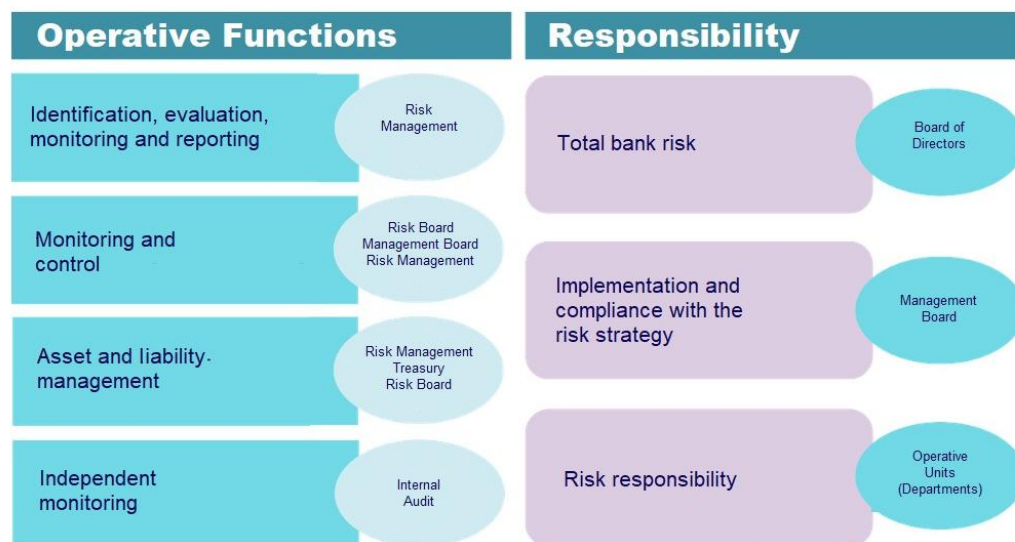 Operative Functions
Identification, evaluation,
monitoring and reporting
Risk
Management
Monitoring and
control
Risk Board
Management Board
Risk Management
Asset and liability-
management
Risk Management
Treasury
Risk Board
Independent
monitoring
Internal
Audit
Responsibility
Total bank risk
Board of
Directors
Implementation and
compliance with the
risk strategy
Management
Board
Risk responsibility
Operative
Units
(Departments)